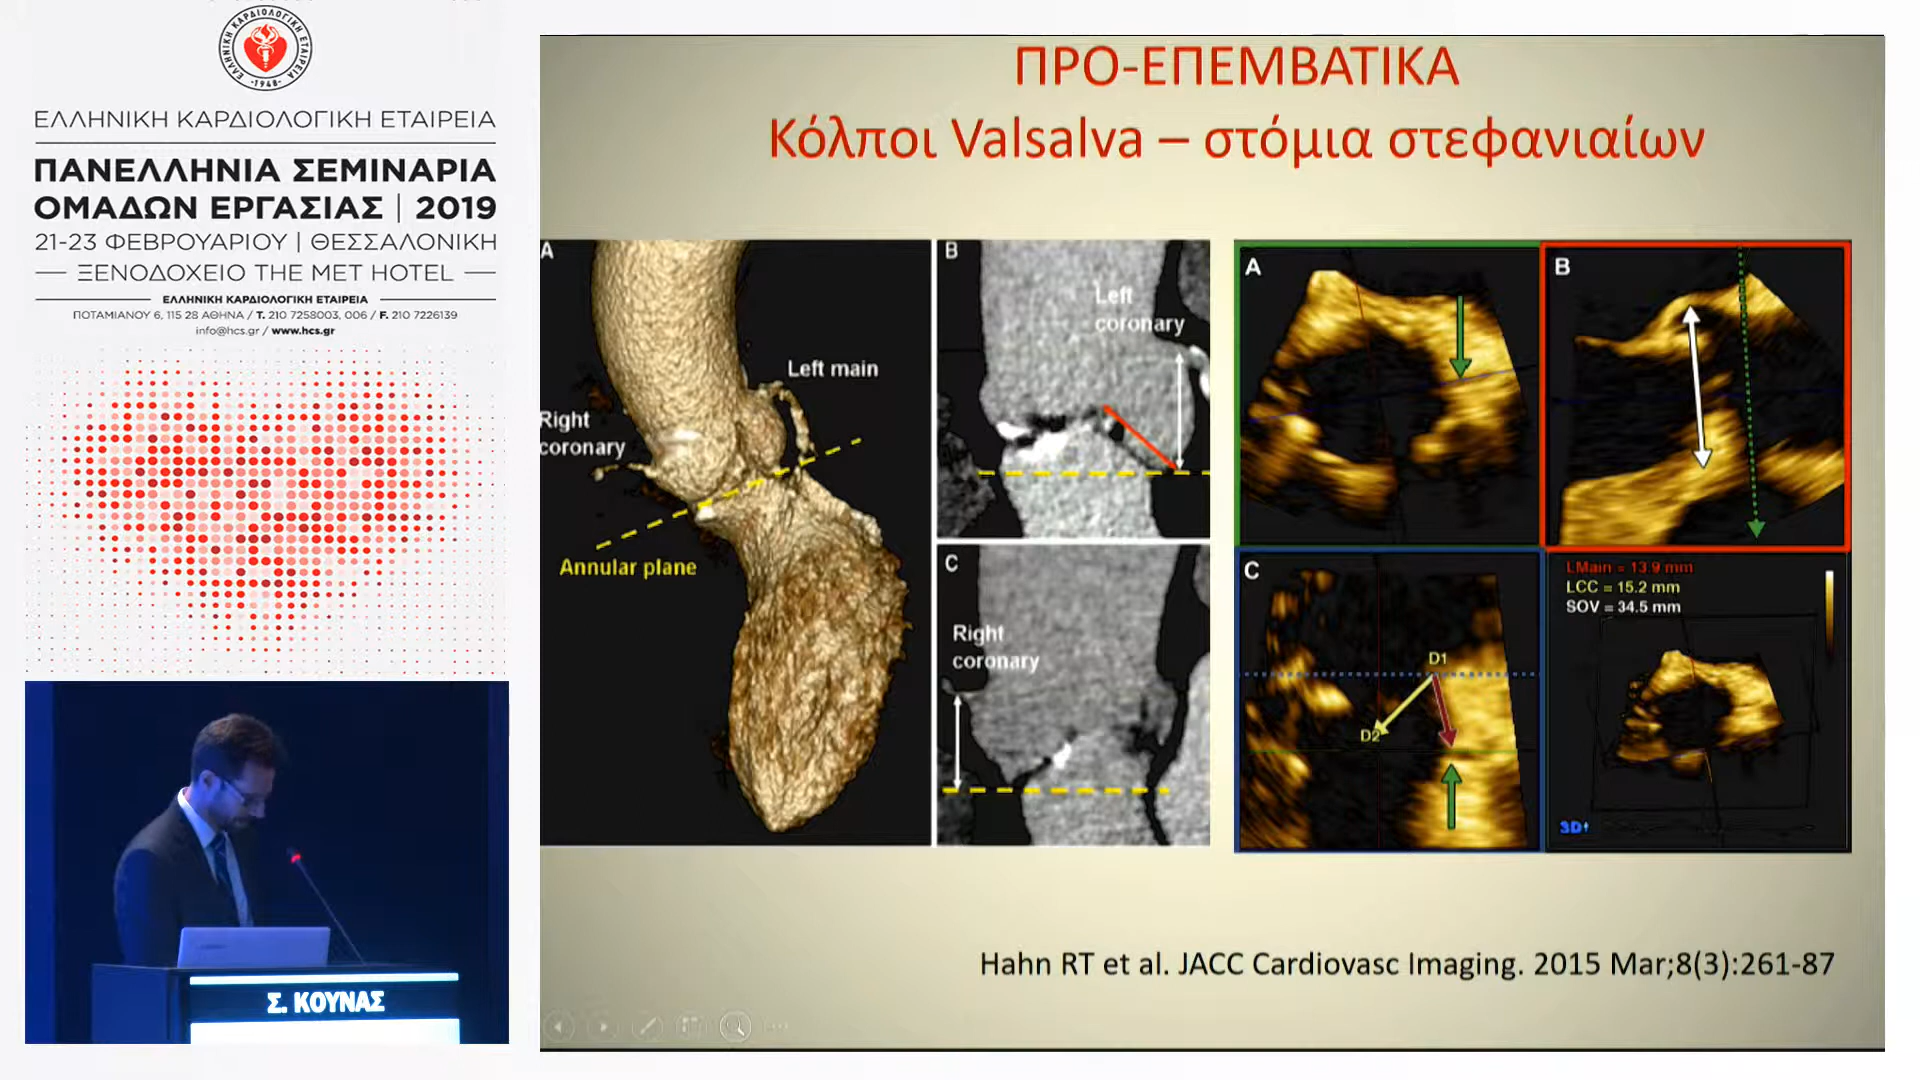 ΕΛΛΗΝΙΚΗ ΚΑΡΔΙΟΛΟΓΙΚΗ ΕΤΑΙΡΕΙΑ
·1948·
ΕΛΛΗΝΙΚΗ ΚΑΡΔΙΟΛΟΓΙΚΗ ΕΤΑΙΡΕΙΑ
ΠΑΝΕΛΛΗΝΙΑ ΣΕΜΙΝΑΡΙΑ
ΟΜΑΔΩΝ ΕΡΓΑΣΙΑΣ | 2019
21-23 ΦΕΒΡΟΥΑΡΙΟΥ | ΘΕΣΣΑΛΟΝΙΚΗ
ΞΕΝΟΔΟΧΕΙΟ THE MET HOTEL
ΕΛΛΗΝΙΚΗ ΚΑΡΔΙΟΛΟΓΙΚΗ ΕΤΑΙΡΕΙΑ
ΠΟΤΑΜΙΑΝΟΥ 6, 115 28 ΑΘΗΝΑ / T. 210 7258003, 006 / F. 210 7226139
info@hcs.gr / www.hcs.gr
Σ. ΚΟΥΝΑΣ
ΠΡΟ-ΕΠΕΜΒΑΤΙΚΑ
Κόλποι Valsalva – στόμια στεφανιαίων
A
Left main
Right
coronary
Annular plane
B
Left
coronary
C
Right
coronary
A
B
C
D1
D2
LMain = 13.9 mm
LCC = 15.2 mm
SOV = 34.5 mm
3D
Hahn RT et al. JACC Cardiovasc Imaging. 2015 Mar;8(3):261-87